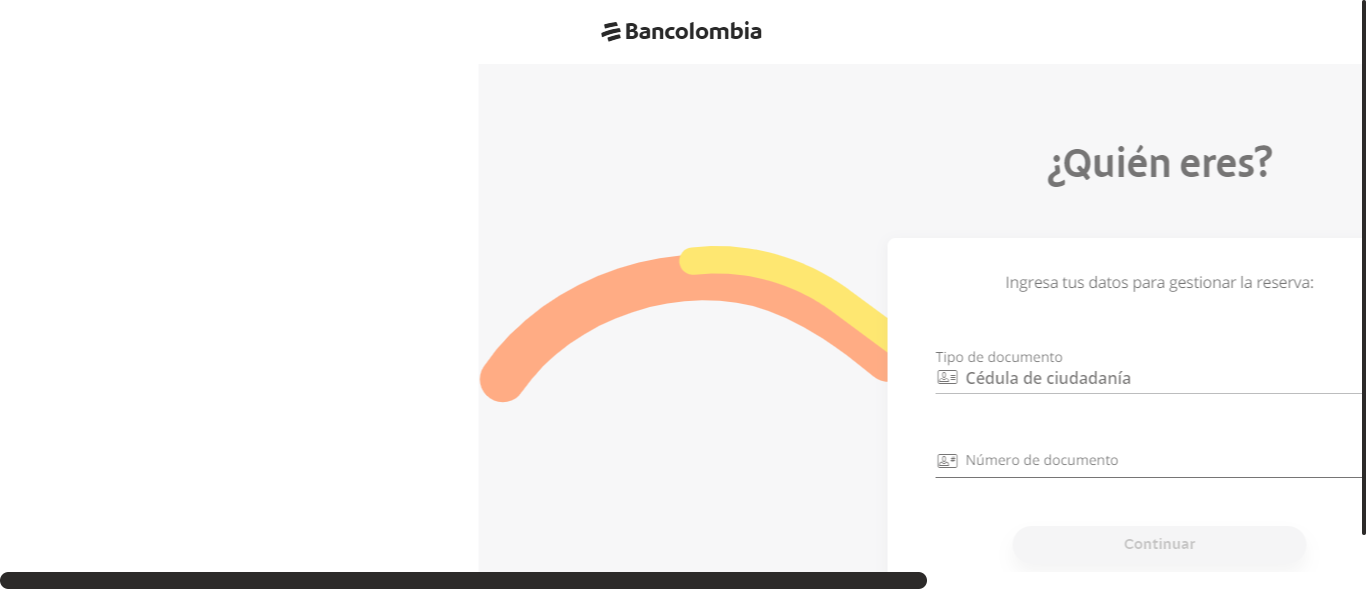 Bancolombia
¿Quién eres?
Ingresa tus datos para gestionar la reserva:
Tipo de documento
Cédula de ciudadanía
Número de documento
Continuar